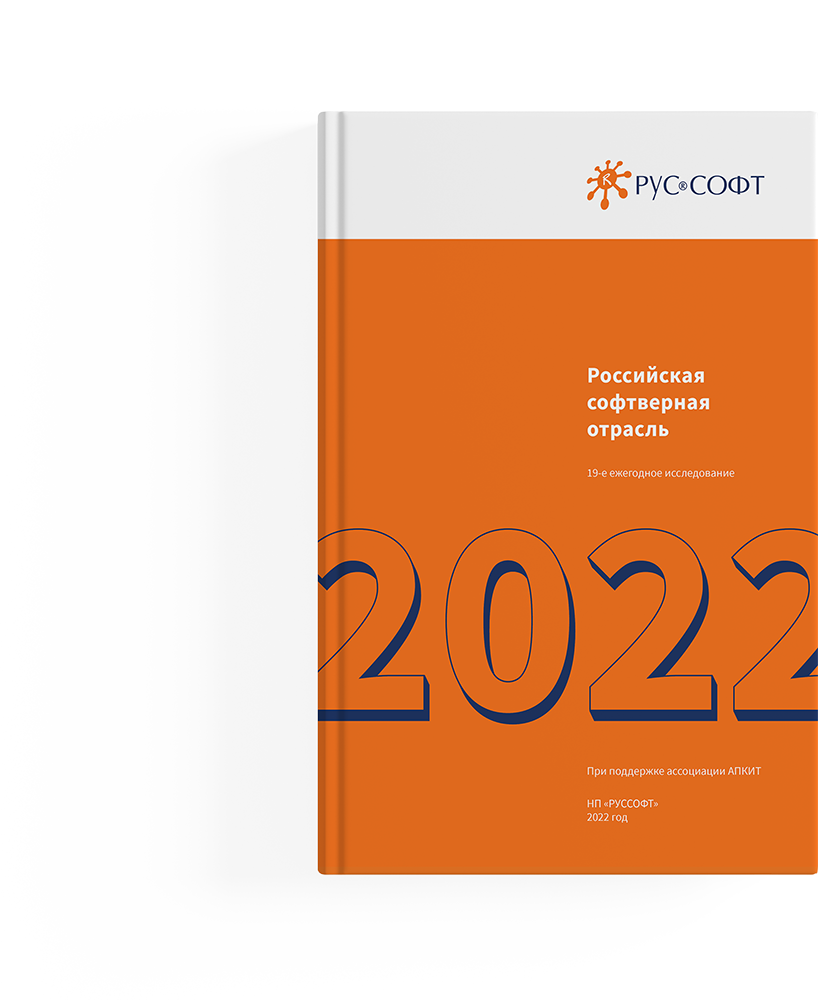 РУС®СОФТ
Российская
софтверная
отрасль
19-е ежегодное исследование
2022
При поддержке ассоциации АПКИТ
НП «РУССОФТ»
2022 год